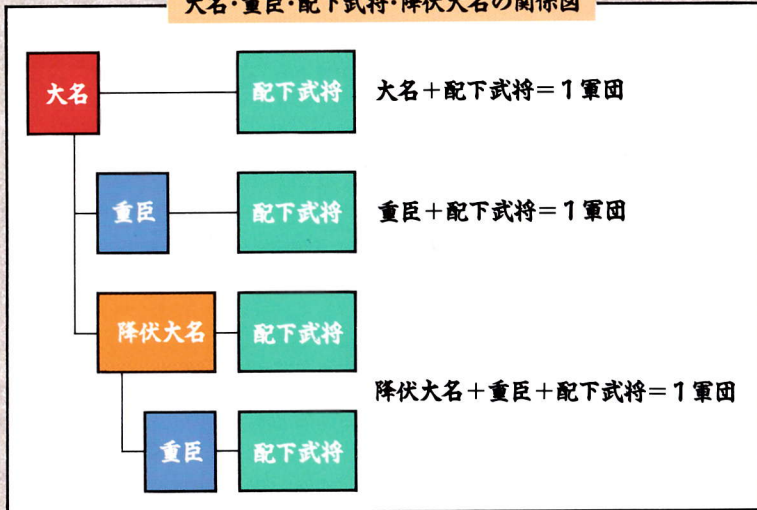 大名・重臣・配下武将・降伏大名の関係図
大名 配下武将 大名＋配下武将＝1軍団
重臣 配下武将 重臣＋配下武将＝1軍団
降伏大名 配下武将
降伏大名＋重臣＋配下武将＝1軍団
重臣 配下武将